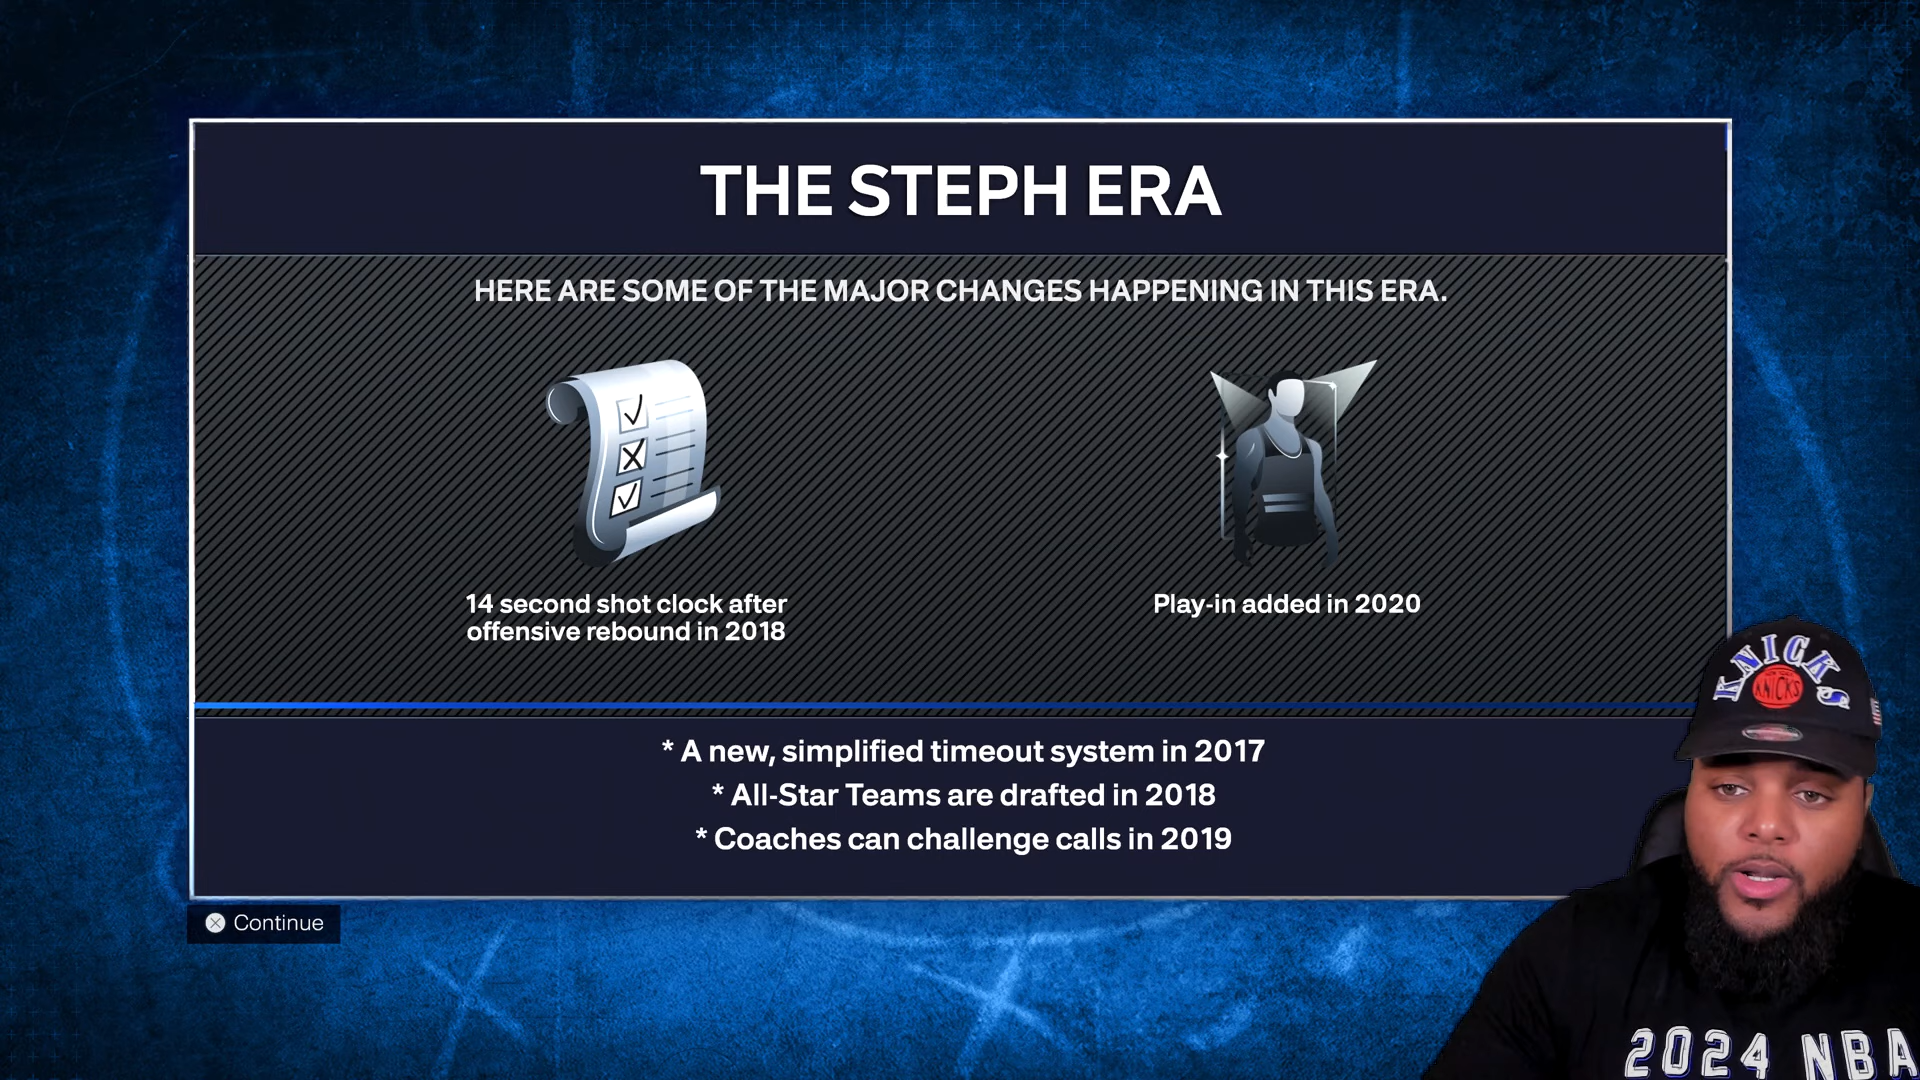 THE STEPH ERA
HERE ARE SOME OF THE MAJOR CHANGES HAPPENING IN THIS ERA.
14 second shot clock after
offensive rebound in 2018
Play-in added in 2020
* A new, simplified timeout system in 2017
* All-Star Teams are drafted in 2018
* Coaches can challenge calls in 2019
Continue
KNICKS
NEW YORK
KNICKS
2024 NBA